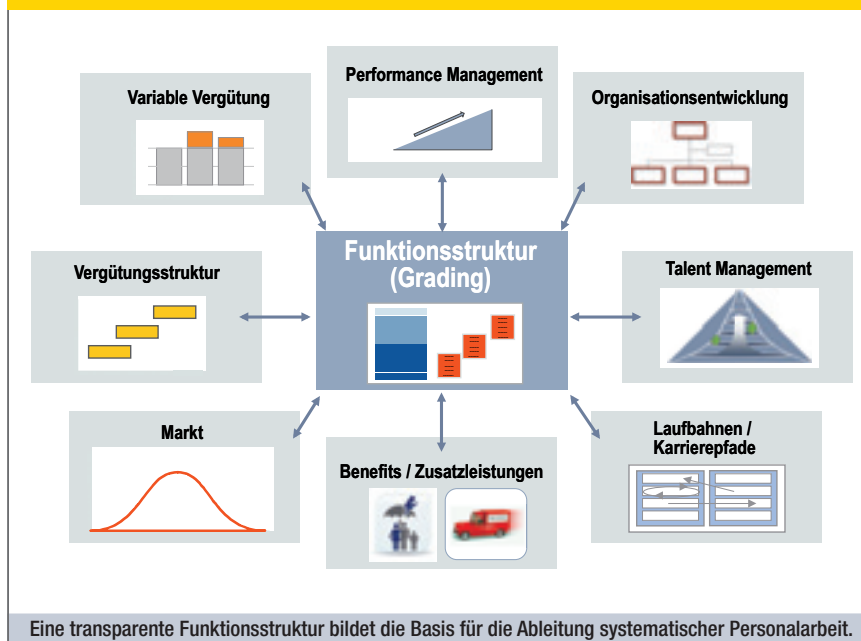 Performance Management
Variable Vergütung
Organisationsentwicklung
Funktionsstruktur
(Grading)
Vergütungsstruktur
Talent Management
Markt
Benefits / Zusatzleistungen
Laufbahnen /
Karrierepfade
Eine transparente Funktionsstruktur bildet die Basis für die Ableitung systematischer Personalarbeit.